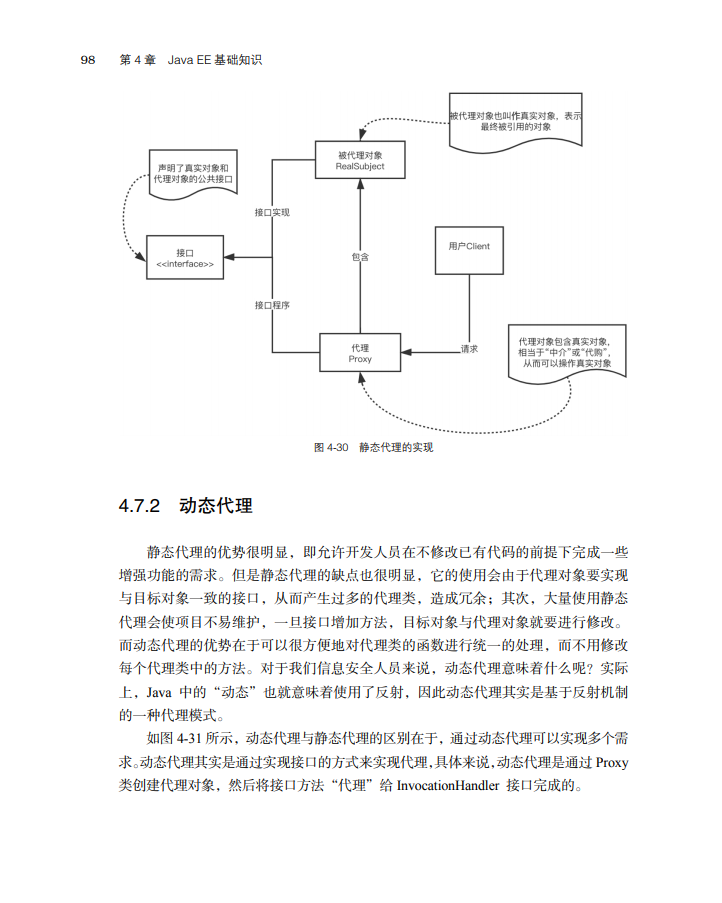 98 第 4 章 Java EE 基础知识
被代理对象也叫作真实对象，表示
最终被引用的对象
被代理对象
RealSubject
声明了真实对象和
代理对象的公共接口
接口实现
接口
<<interface>>
包含
用户Client
接口程序
代理
Proxy
请求
代理对象包含真实对象，
相当于“中介”或“代购”，
从而可以操作真实对象
图 4-30 静态代理的实现
4.7.2 动态代理
静态代理的优势很明显，即允许开发人员在不修改已有代码的前提下完成一些
增强功能的需求。但是静态代理的缺点也很明显，它的使用会由于代理对象要实现
与目标对象一致的接口，从而产生过多的代理类，造成冗余；其次，大量使用静态
代理会使项目不易维护，一旦接口增加方法，目标对象与代理对象就要进行修改。
而动态代理的优势在于可以很方便地对代理类的函数进行统一的处理，而不用修改
每个代理类中的方法。对于我们信息安全人员来说，动态代理意味着什么呢？实际
上，Java 中的“动态”也就意味着使用了反射，因此动态代理其实是基于反射机制
的一种代理模式。
如图 4-31 所示，动态代理与静态代理的区别在于，通过动态代理可以实现多个需
求。动态代理其实是通过实现接口的方式来实现代理，具体来说，动态代理是通过 Proxy
类创建代理对象，然后将接口方法“代理”给 InvocationHandler 接口完成的。